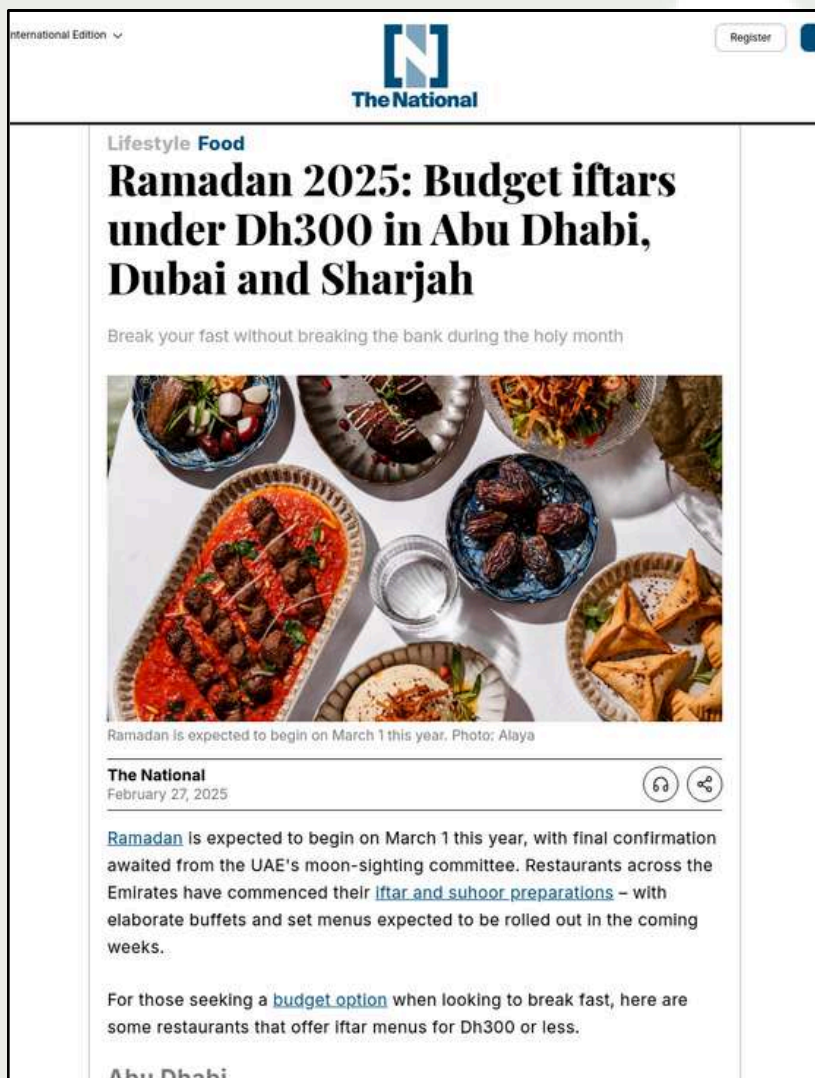 nternational Edition
Register
The National
Lifestyle Food
Ramadan 2025: Budget iftars
under Dh300 in Abu Dhabi,
Dubai and Sharjah
Break your fast without breaking the bank during the holy month
Ramadan is expected to begin on March 1 this year. Photo: Alaya
The National
February 27, 2025
Ramadan is expected to begin on March 1 this year, with final confirmation
awaited from the UAE's moon-sighting committee. Restaurants across the
Emirates have commenced their iftar and suhoor preparations – with
elaborate buffets and set menus expected to be rolled out in the coming
weeks.
For those seeking a budget option when looking to break fast, here are
some restaurants that offer iftar menus for Dh300 or less.
Abu Dhabi